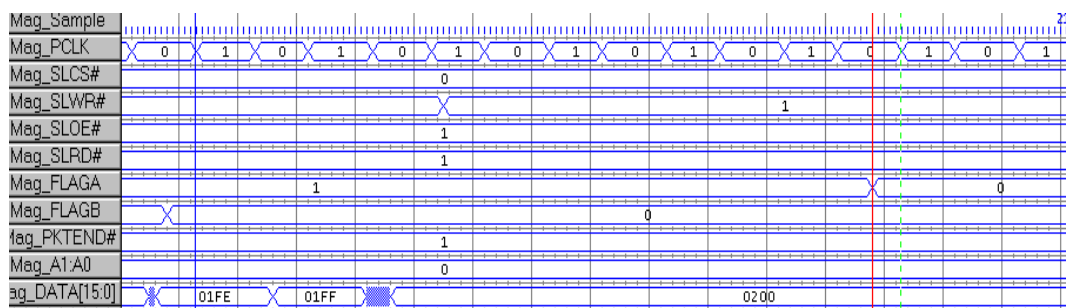 Mag_Sample
Mag_PCLK 0 1 0 1 0 1 0 1 0 1 0 1 0 1 0 1
Mag_SLCS# 0
Mag_SLWR# 1
Mag_SLOE# 1
Mag_SLRD# 1
Mag_FLAGA 1 0
Mag_FLAGB 0
Mag_PKTEND# 1
Mag_A1:A0 0
ag_DATA[15:0] 01FE 01FF 0200